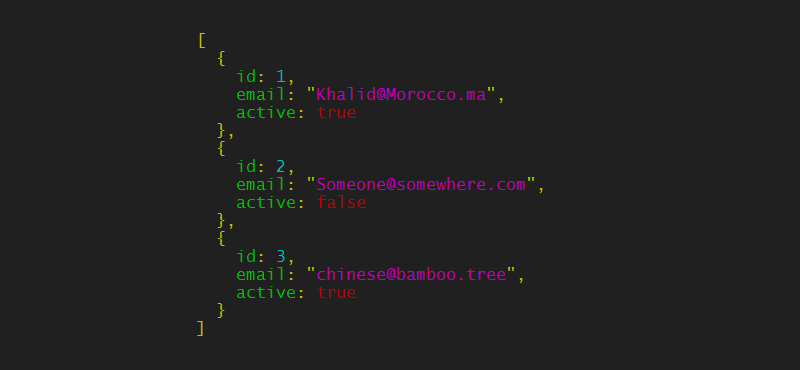 [
{
id: 1,
email: "Khalid@Morocco.ma",
active: true
},
{
id: 2,
email: "Someone@somewhere.com",
active: false
},
{
id: 3,
email: "chinese@bamboo.tree",
active: true
}
]